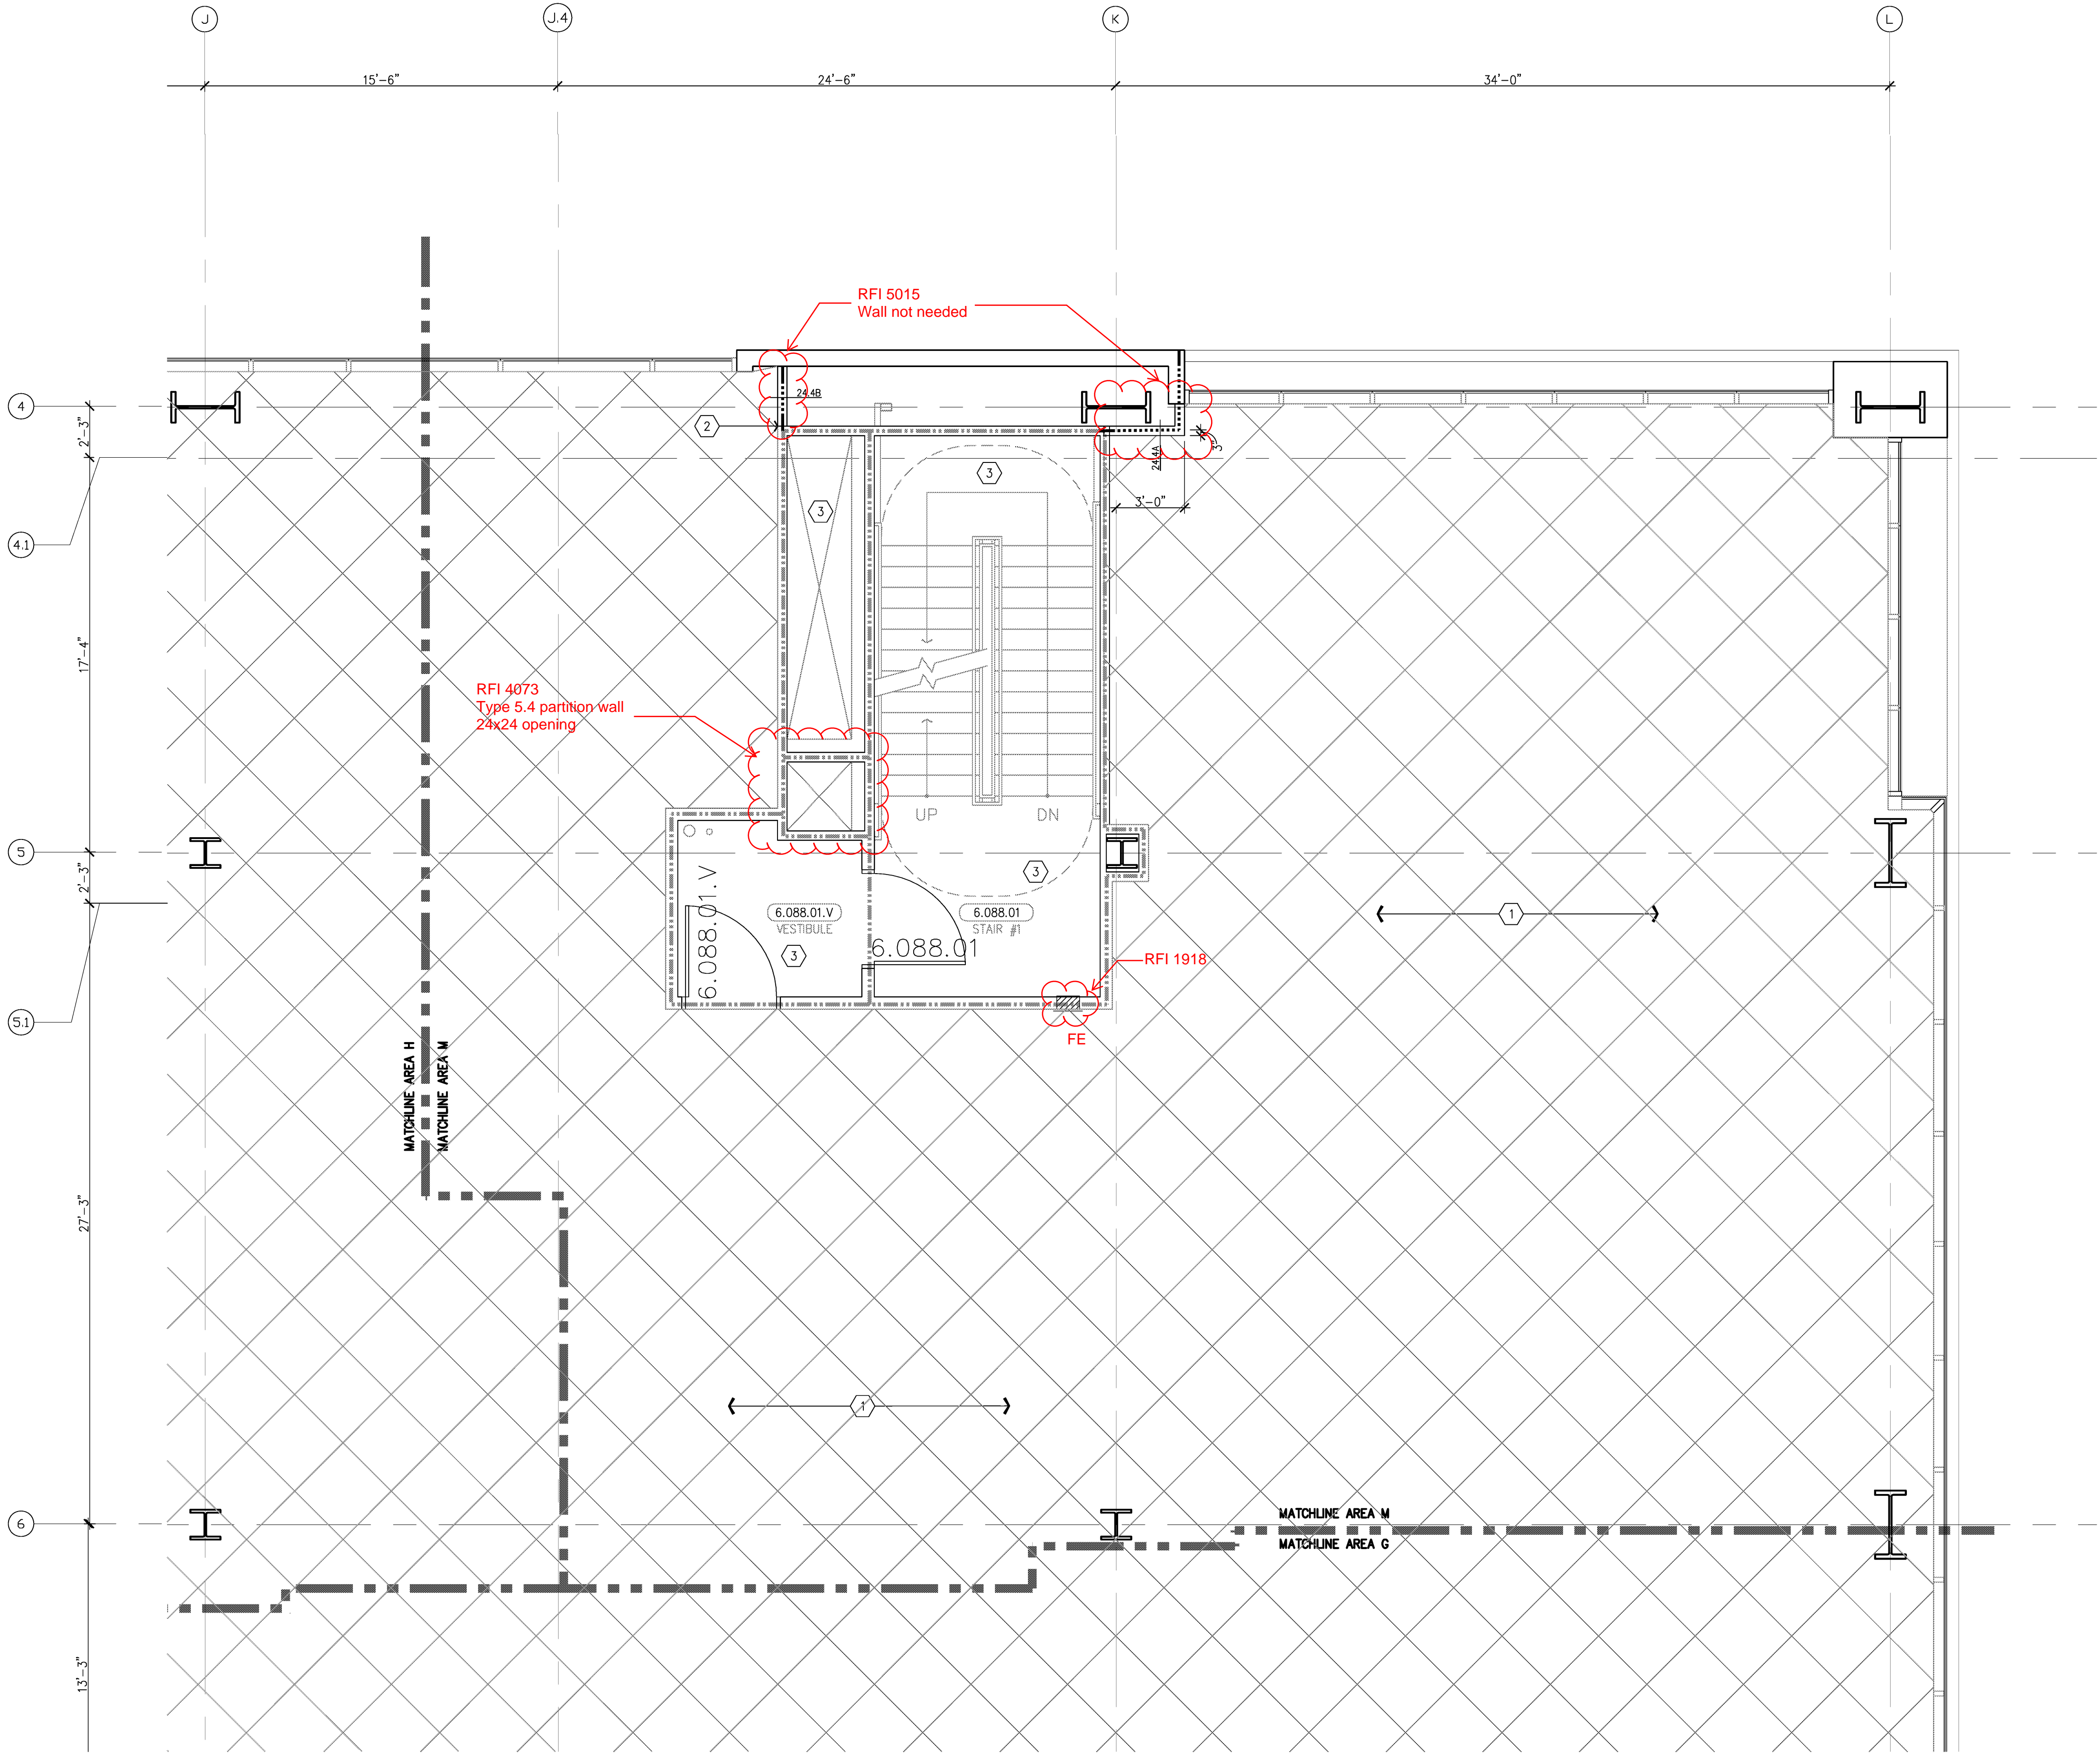 J
J.4
K
L
15'-6"
24'-6"
34'-0"
RFI 5015
Wall not needed
4
24.4B
2
2'-3"
24.4A
3"
3
3
3'-0"
4.1
17'-4"
RFI 4073
Type 5.4 partition wall
24x24 opening
UP
DN
5
2'-3"
3
6.088.01.V
6.088.01.V
VESTIBULE
6.088.01
STAIR #1
1
6.088.01
3
RFI 1918
5.1
FE
MATCHLINE AREA H
MATCHLINE AREA M
27'-3"
1
6
MATCHLINE AREA M
MATCHLINE AREA G
13'-3"